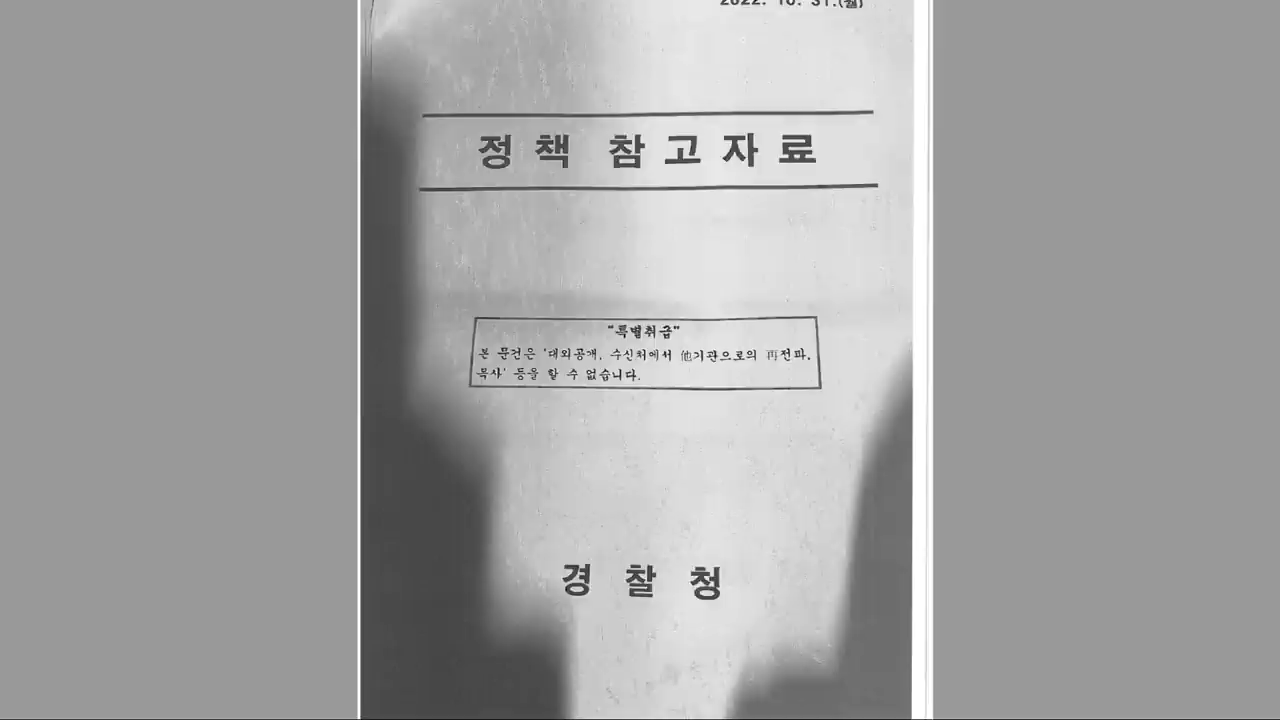 2022. 10. 31.(월)
정책 참고자료
"특별취급"
본 문건은 '대외공개, 수신처에서 他기관으로의 再전파,
복사' 등을 할 수 없습니다.
경찰청